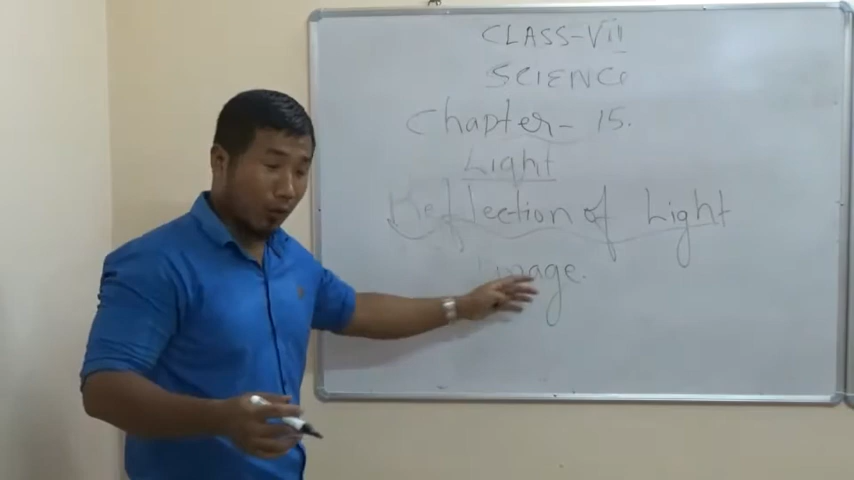 CLASS-VII
SCIENCE
Chapter- 15.
Light
Reflection of Light
Image.